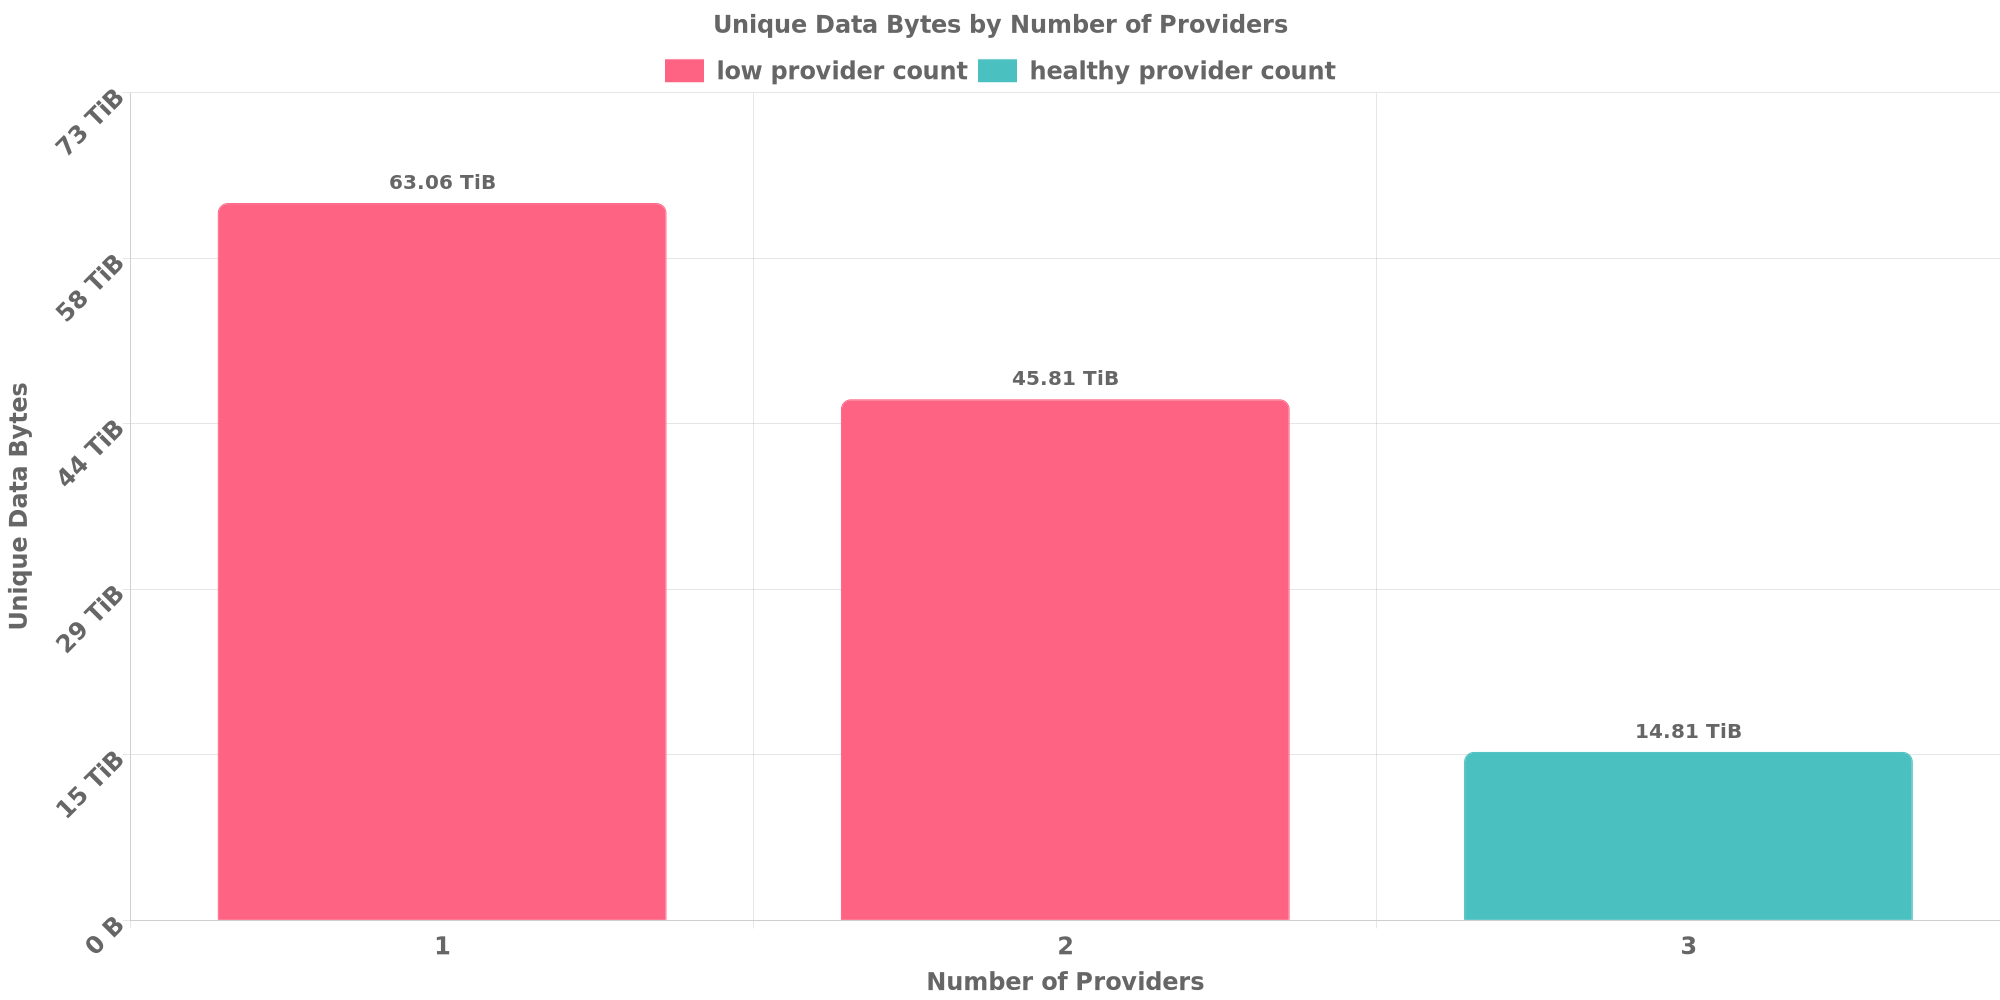 Unique Data Bytes by Number of Providers
low provider count healthy provider count
73 TiB
58 TiB
44 TiB
29 TiB
15 TiB
0 B
Unique Data Bytes
63.06 TiB
45.81 TiB
14.81 TiB
1 2 3
Number of Providers